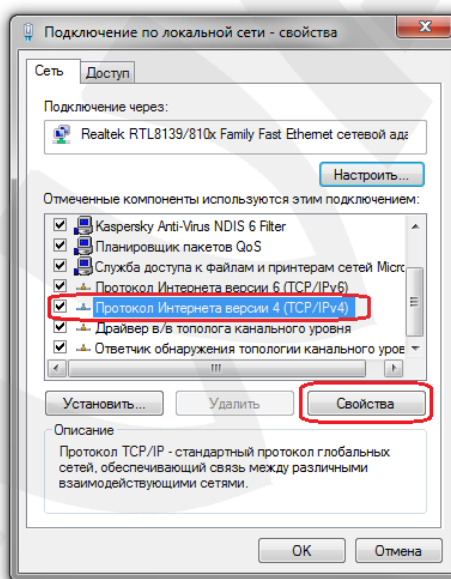 Подключение по локальной сети - свойства
Сеть
Доступ
Подключение через:
Realtek RTL8139/810x Family Fast Ethernet сетевой ада
Настроить...
Отмеченные компоненты используются этим подключением:
Kaspersky Anti-Virus NDIS 6 Filter
Планировщик пакетов QoS
Служба доступа к файлам и принтерам сетей Micro
Протокол Интернета версии 6 (TCP/IPv6)
Протокол Интернета версии 4 (TCP/IPv4)
Драйвер в/в тополога канального уровня
Ответчик обнаружения топологии канального уров
Установить...
Удалить
Свойства
Описание
Протокол TCP/IP - стандартный протокол глобальных
сетей, обеспечивающий связь между различными
взаимодействующими сетями.
ОК
Отмена